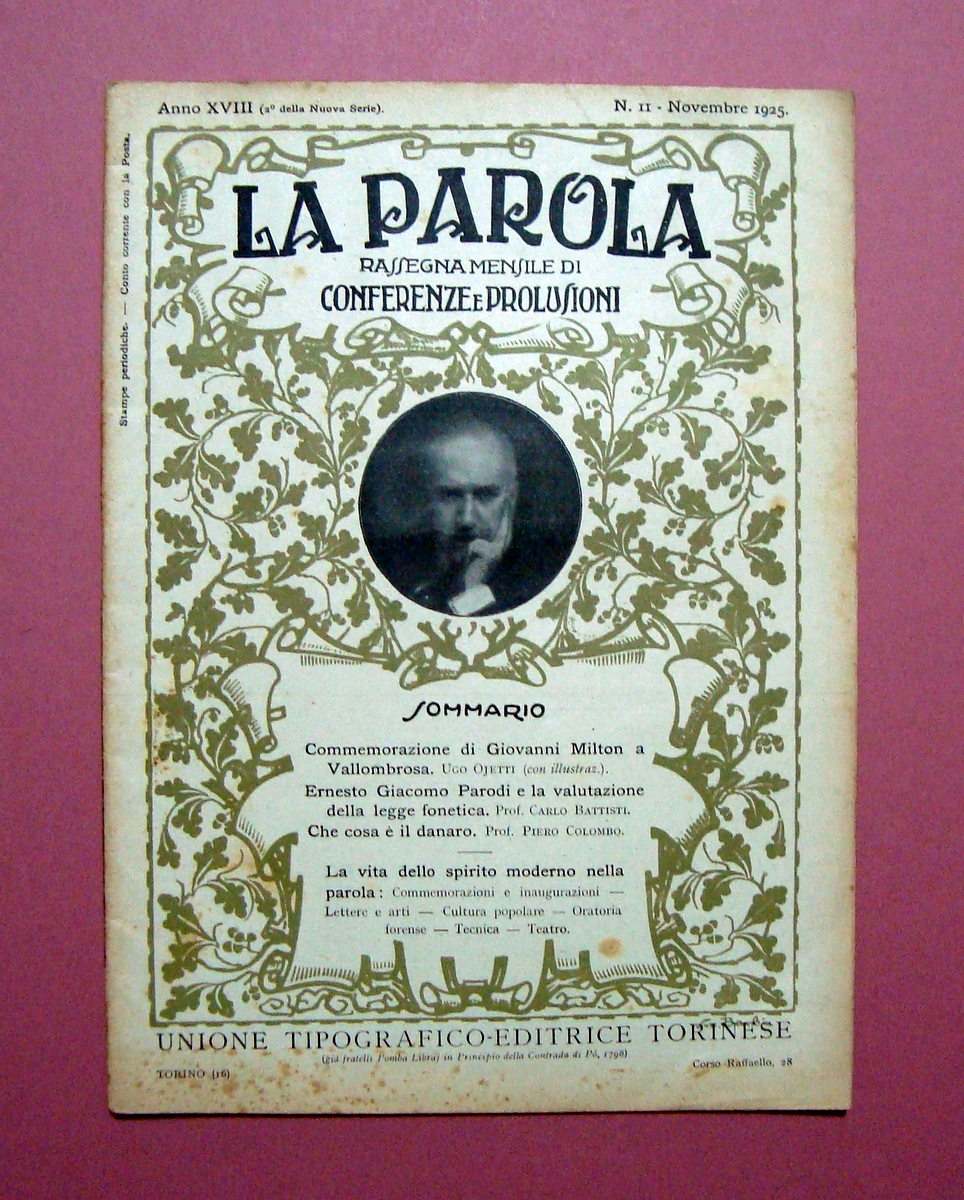 Anno XVIII (2º della Nuova Serie).
N. 11 - Novembre 1925.
Stampe periodiche. — Conto corrente con la Posta.
LA PAROLA
RASSEGNA MENSILE DI
CONFERENZE E PROLUSIONI
SOMMARIO
Commemorazione di Giovanni Milton a
Vallombrosa. UGO OJETTI (con illustraz.).
Ernesto Giacomo Parodi e la valutazione
della legge fonetica. Prof. CARLO BATTISTI.
Che cosa è il danaro. Prof. PIERO COLOMBO.
La vita dello spirito moderno nella
parola: Commemorazioni e inaugurazioni —
Lettere e arti — Cultura popolare — Oratoria
forense — Tecnica — Teatro.
UNIONE TIPOGRAFICO-EDITRICE TORINESE
(già fratelli Pomba Libraj in Principio della Contrada di Pò, 1796)
TORINO (16)
Corso Raffaello, 28